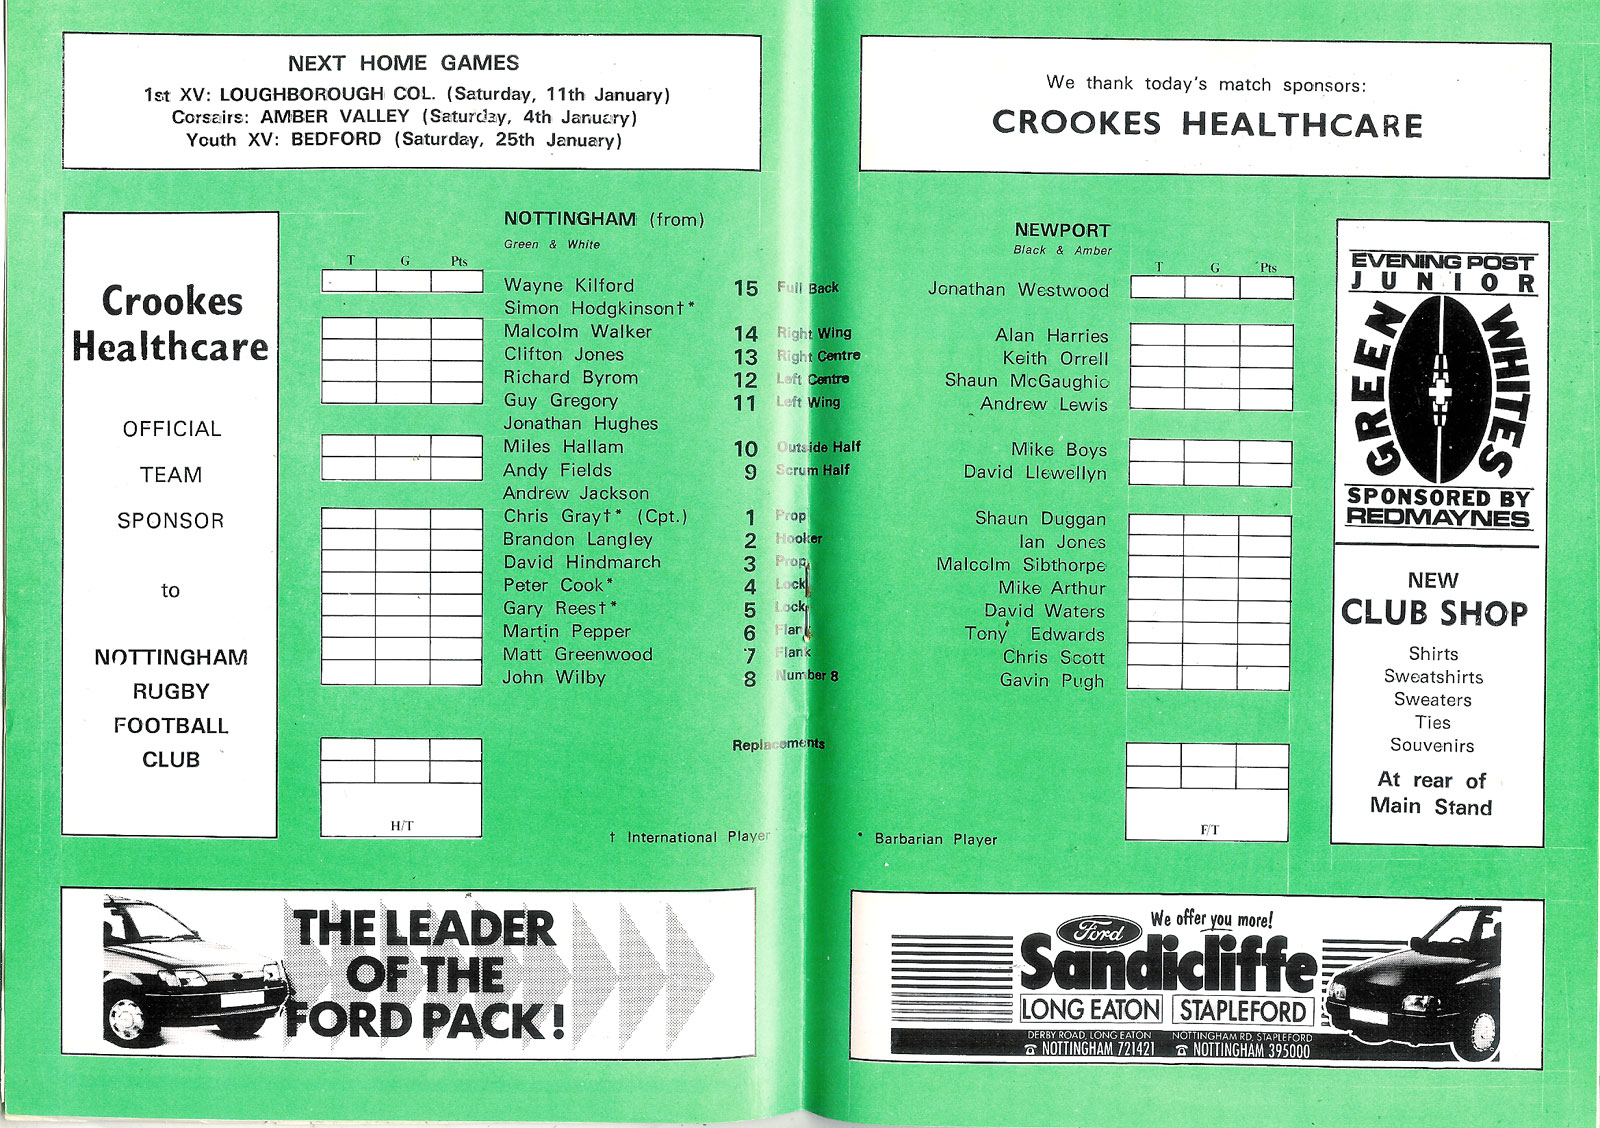 NEXT HOME GAMES
1st XV: LOUGHBOROUGH COL. (Saturday, 11th January)
Corsairs: AMBER VALLEY (Saturday, 4th January)
Youth XV: BEDFORD (Saturday, 25th January)
We thank today's match sponsors:
CROOKES HEALTHCARE
Crookes
Healthcare
OFFICIAL
TEAM
SPONSOR
to
NOTTINGHAM
RUGBY
FOOTBALL
CLUB
NOTTINGHAM (from)
Green & White
NEWPORT
Black & Amber
T G Pts
T G Pts
Wayne Kilford 15 Full Back Jonathan Westwood
Simon Hodgkinson†*
Malcolm Walker 14 Right Wing Alan Harries
Clifton Jones 13 Right Centre Keith Orrell
Richard Byrom 12 Left Centre Shaun McGaughie
Guy Gregory 11 Left Wing Andrew Lewis
Jonathan Hughes
Miles Hallam 10 Outside Half Mike Boys
Andy Fields 9 Scrum Half David Llewellyn
Andrew Jackson
Chris Gray†* (Cpt.) 1 Prop Shaun Duggan
Brandon Langley 2 Hooker Ian Jones
David Hindmarch 3 Prop Malcolm Sibthorpe
Peter Cook* 4 Lock Mike Arthur
Gary Rees†* 5 Lock David Waters
Martin Pepper 6 Flank Tony Edwards
Matt Greenwood 7 Flank Chris Scott
John Wilby 8 Number 8 Gavin Pugh
Replacements
H/T
F/T
† International Player * Barbarian Player
EVENING POST
JUNIOR
GREEN
WHITES
SPONSORED BY
REDMAYNES
NEW
CLUB SHOP
Shirts
Sweatshirts
Sweaters
Ties
Souvenirs
At rear of
Main Stand
THE LEADER
OF THE
FORD PACK!
We offer you more!
Ford
Sandicliffe
LONG EATON STAPLEFORD
DERBY ROAD, LONG EATON NOTTINGHAM RD, STAPLEFORD
☎ NOTTINGHAM 721421 ☎ NOTTINGHAM 395000